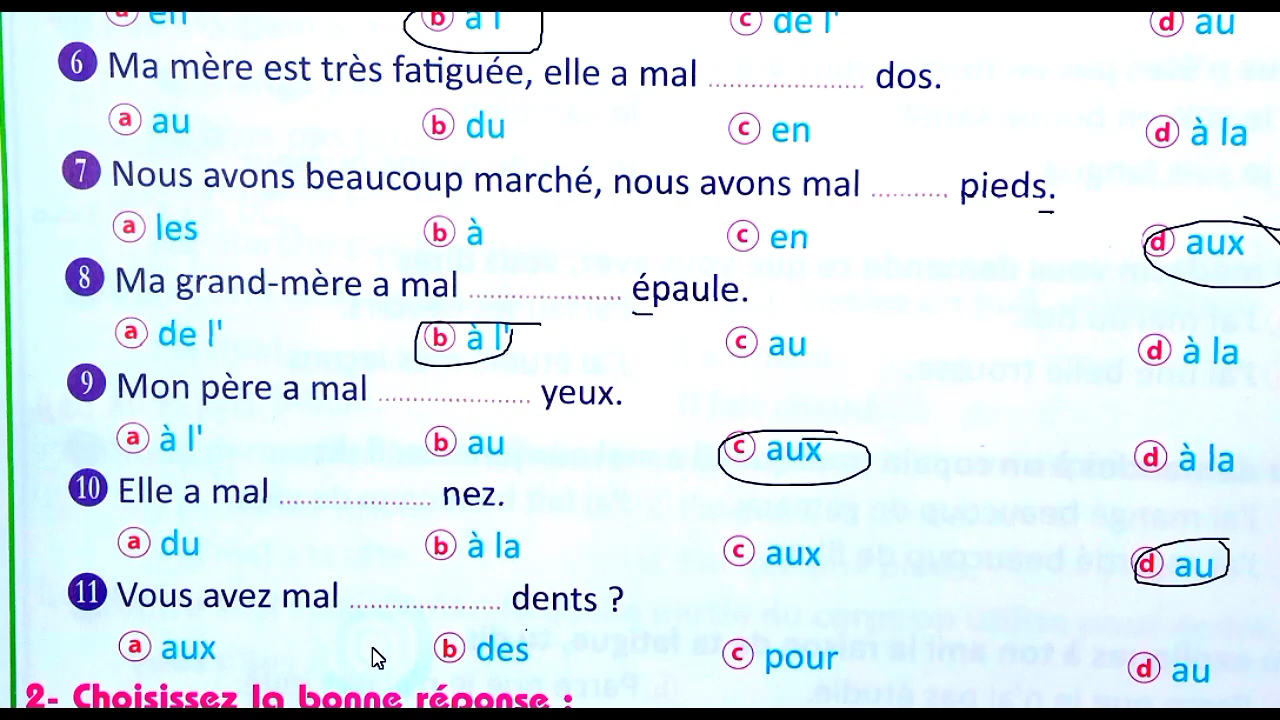 a en b à l' c de l' d au
6 Ma mère est très fatiguée, elle a mal .................... dos.
a au b du c en d à la
7 Nous avons beaucoup marché, nous avons mal .......... pieds.
a les b à c en d aux
8 Ma grand-mère a mal .................... épaule.
a de l' b à l' c au d à la
9 Mon père a mal .................... yeux.
a à l' b au c aux d à la
10 Elle a mal .................... nez.
a du b à la c aux d au
11 Vous avez mal .................... dents ?
a aux b des c pour d au
2- Choisissez la bonne réponse :